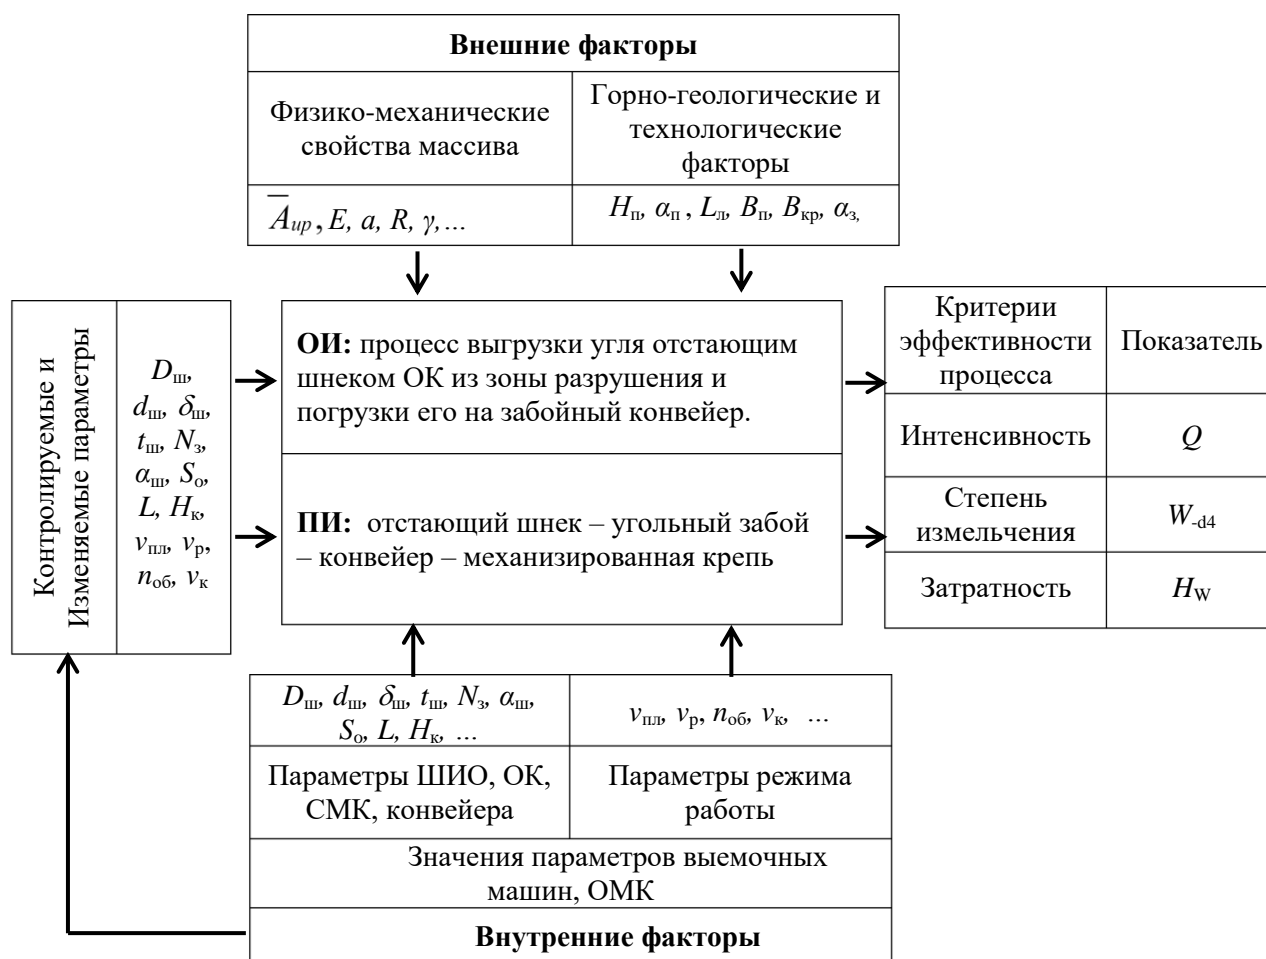 Внешние факторы
Физико-механические
свойства массива
Горно-геологические и
технологические
факторы
A̅ᵤₚ, E, a, R, γ,...
Hп, αп , Lл, Bп, Bкр, αз,
Контролируемые и
Изменяемые параметры
Dш,
dш, δш,
tш, Nз,
αш, Sо,
L, Hк,
vпл, vр,
nоб, vк
ОИ: процесс выгрузки угля отстающим
шнеком ОК из зоны разрушения и
погрузки его на забойный конвейер.
ПИ: отстающий шнек – угольный забой
– конвейер – механизированная крепь
Критерии
эффективности
процесса
Показатель
Интенсивность
Q
Степень
измельчения
W-d4
Затратность
HW
Dш, dш, δш, tш, Nз, αш,
Sо, L, Hк, ...
vпл, vр, nоб, vк, ...
Параметры ШИО, ОК,
СМК, конвейера
Параметры режима
работы
Значения параметров выемочных
машин, ОМК
Внутренние факторы